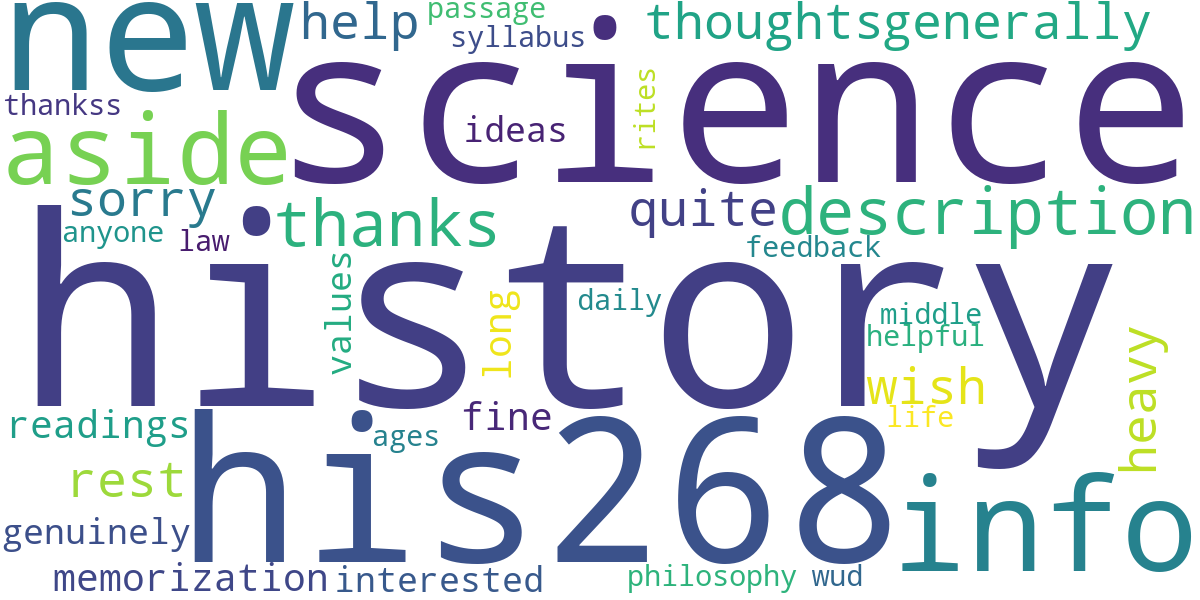 new
help
passage
syllabus
thoughtsgenerally
thankss
science
ideas
rites
aside
sorry
thanks
quite
description
anyone
law
feedback
history
values
long
daily
middle
helpful
wish
life
heavy
readings
his268
ages
fine
rest
info
genuinely
memorization
interested
philosophy
wud